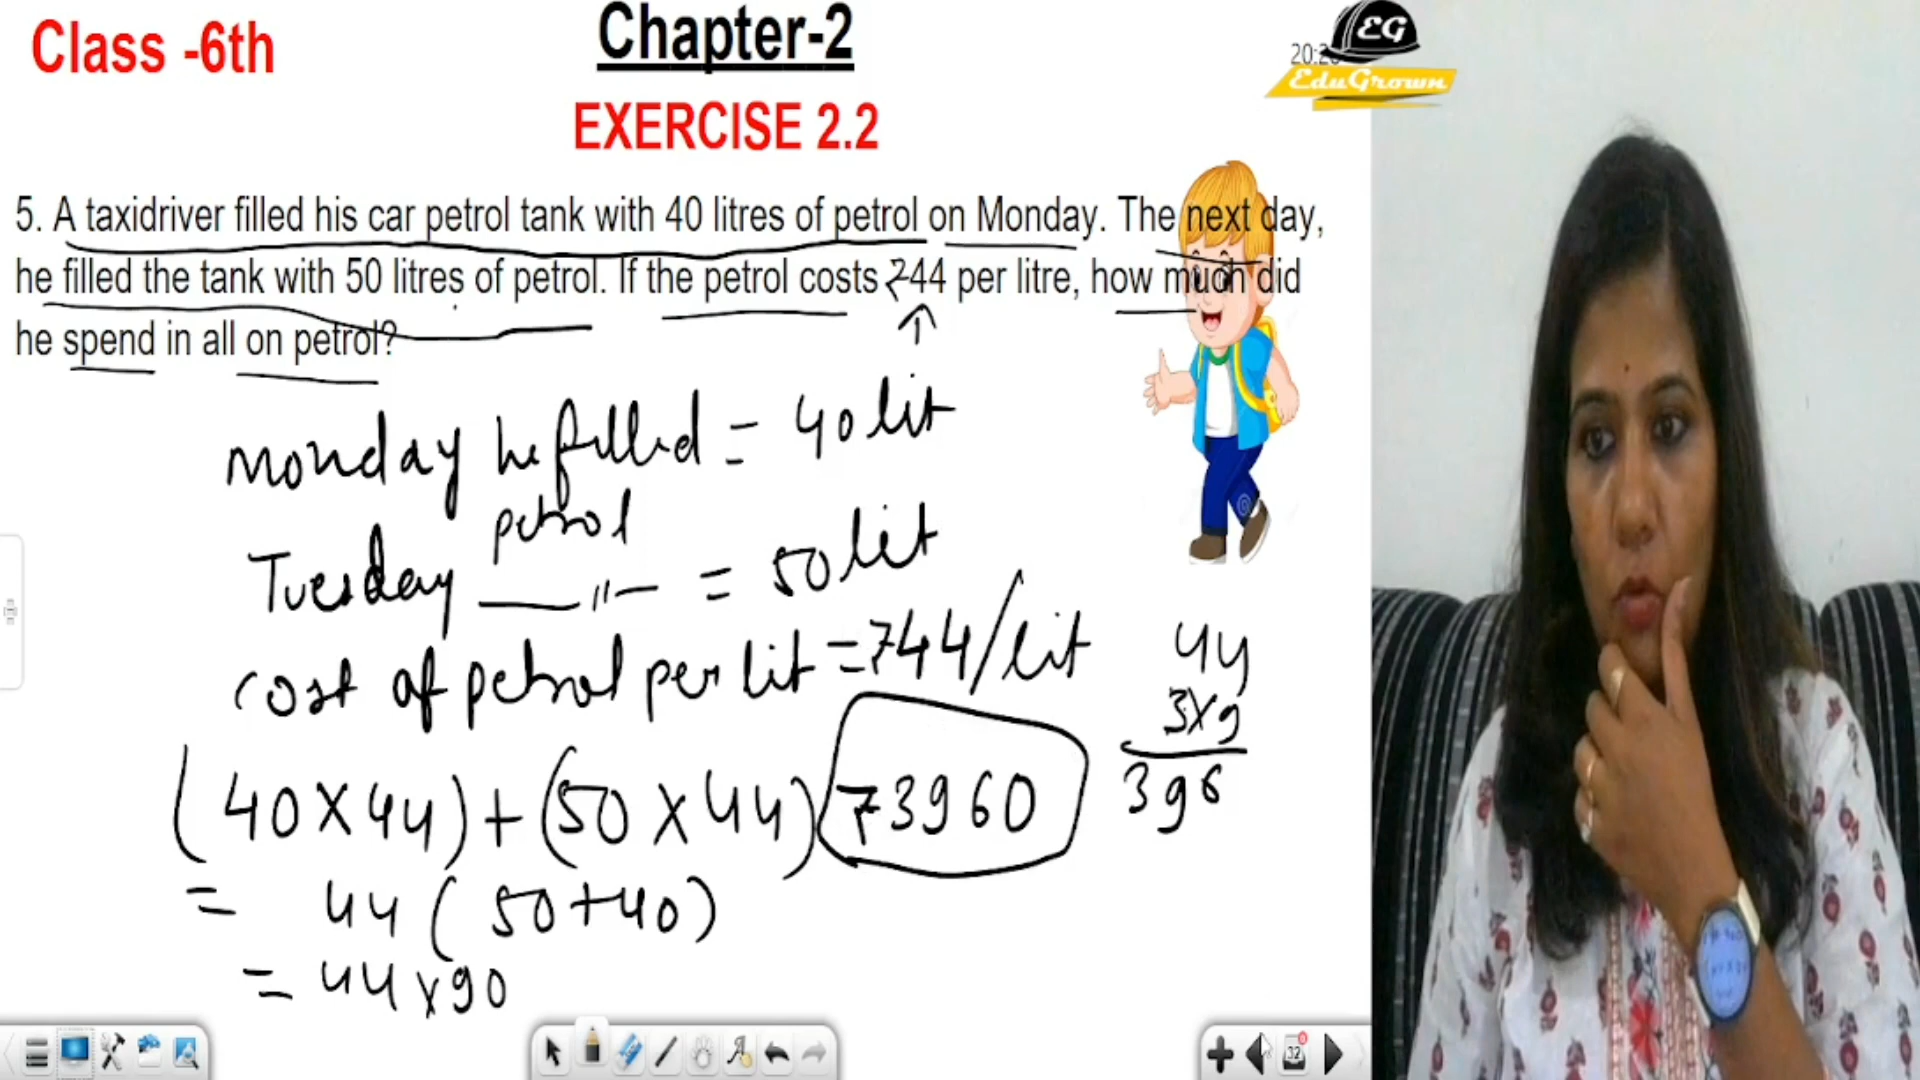 Class -6th
Chapter-2
EXERCISE 2.2
EG
EduGrown
5. A taxidriver filled his car petrol tank with 40 litres of petrol on Monday. The next day,
he filled the tank with 50 litres of petrol. If the petrol costs ₹44 per litre, how much did
he spend in all on petrol?
monday he filled = 40 lit
petrol
Tuesday —〃— = 50 lit
cost of petrol per lit = ₹44/lit
(40 × 44) + (50 × 44) ₹3960
= 44 (50+40)
= 44 × 90
44
3×9
396
32